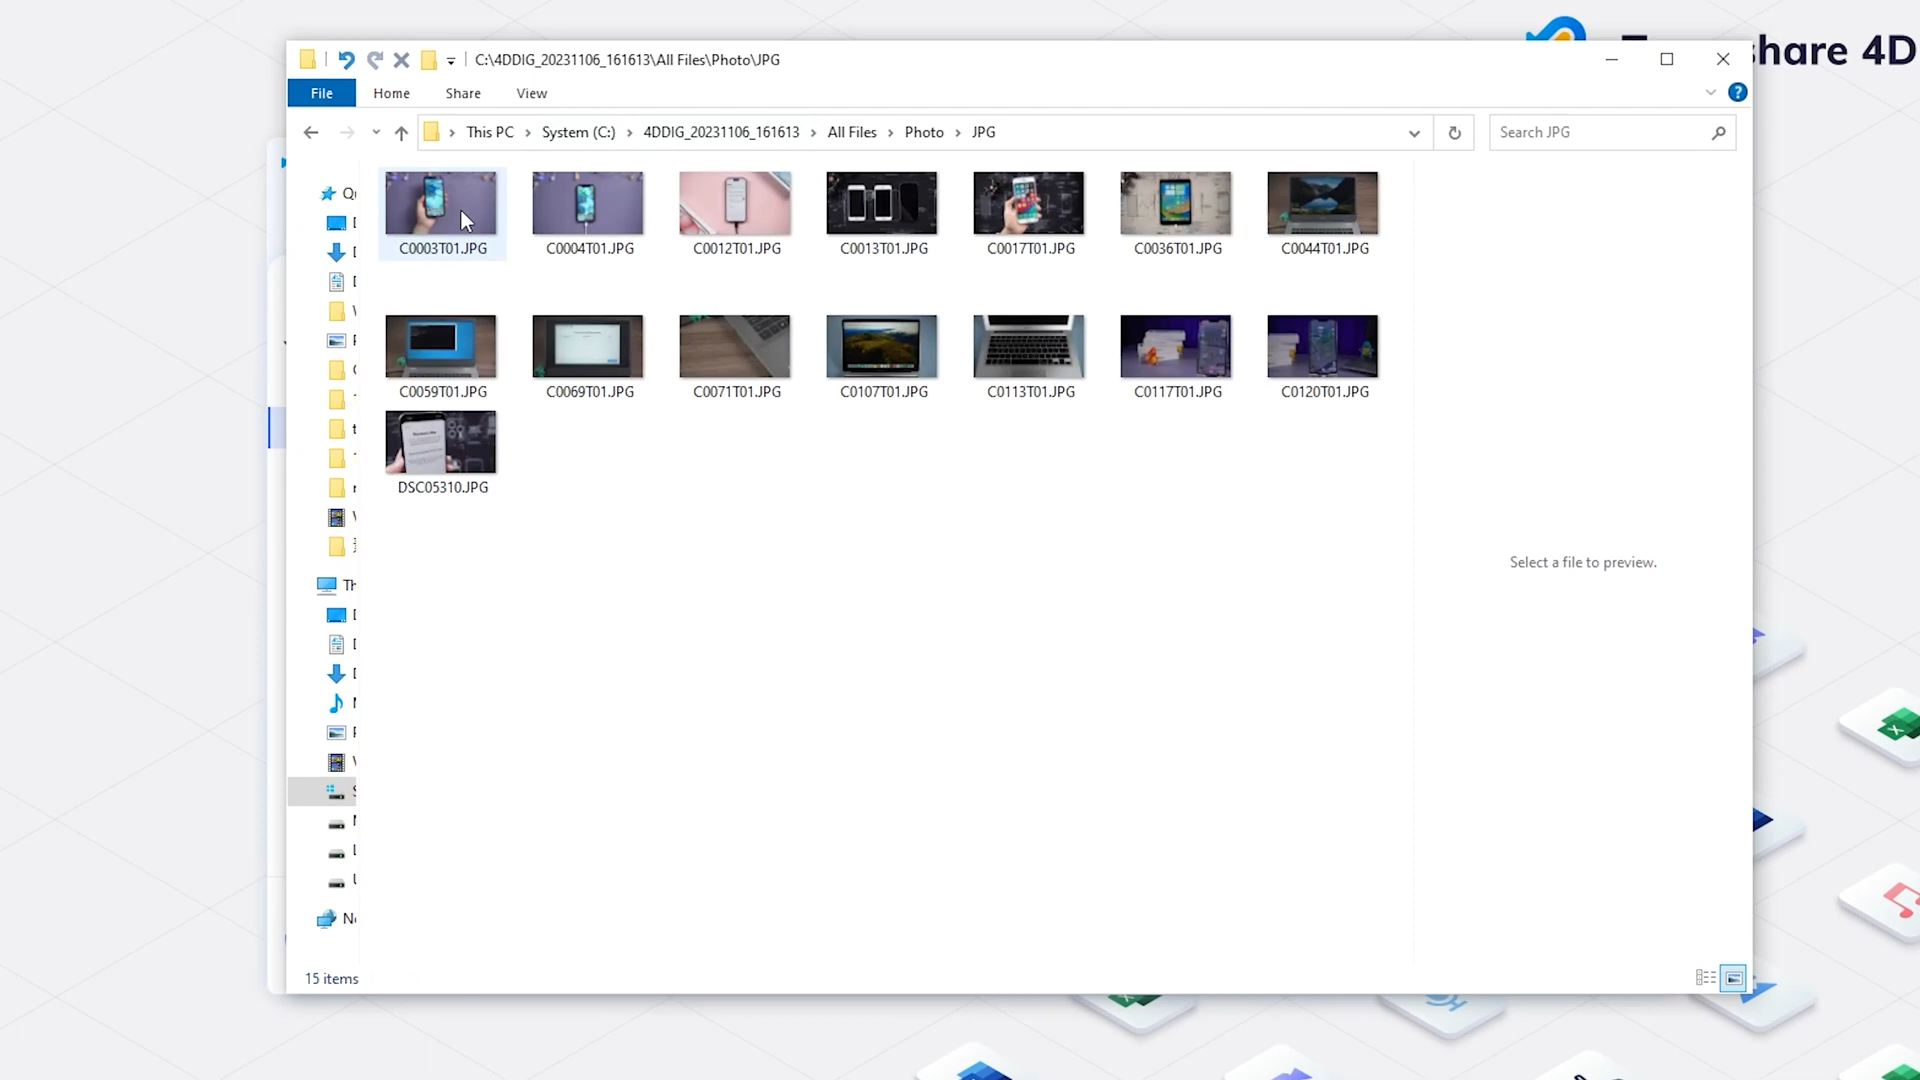 share 4D
C:\4DDIG_20231106_161613\All Files\Photo\JPG
File Home Share View
This PC System (C:) 4DDIG_20231106_161613 All Files Photo JPG
Search JPG
C0003T01.JPG C0004T01.JPG C0012T01.JPG C0013T01.JPG C0017T01.JPG C0036T01.JPG C0044T01.JPG
C0059T01.JPG C0069T01.JPG C0071T01.JPG C0107T01.JPG C0113T01.JPG C0117T01.JPG C0120T01.JPG
DSC05310.JPG
Select a file to preview.
15 items